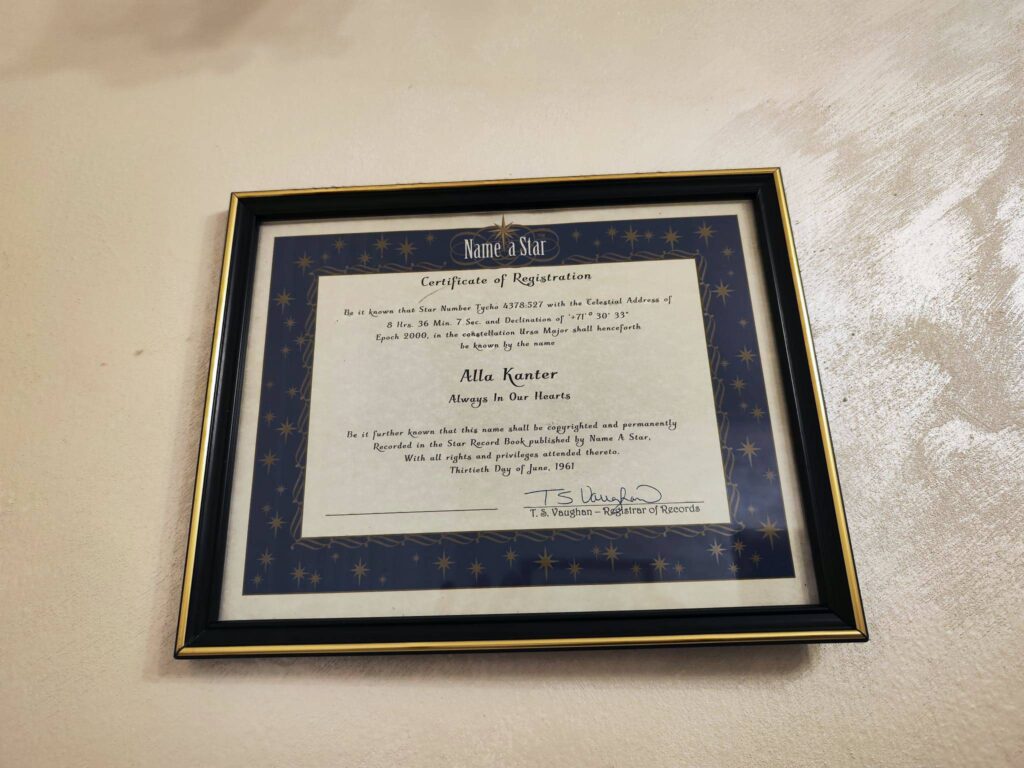 Name a Star
Certificate of Registration
Be it known that Star Number Tycho 4378:527 with the Celestial Address of
8 Hrs. 36 Min. 7 Sec. and Declination of '+71'° 30' 33"
Epoch 2000, in the constellation Ursa Major shall henceforth
be known by the name
Alla Kanter
Always In Our Hearts
Be it further known that this name shall be copyrighted and permanently
Recorded in the Star Record Book published by Name A Star,
With all rights and privileges attended thereto.
Thirtieth Day of June, 1961
T S Vaughan
T. S. Vaughan – Registrar of Records